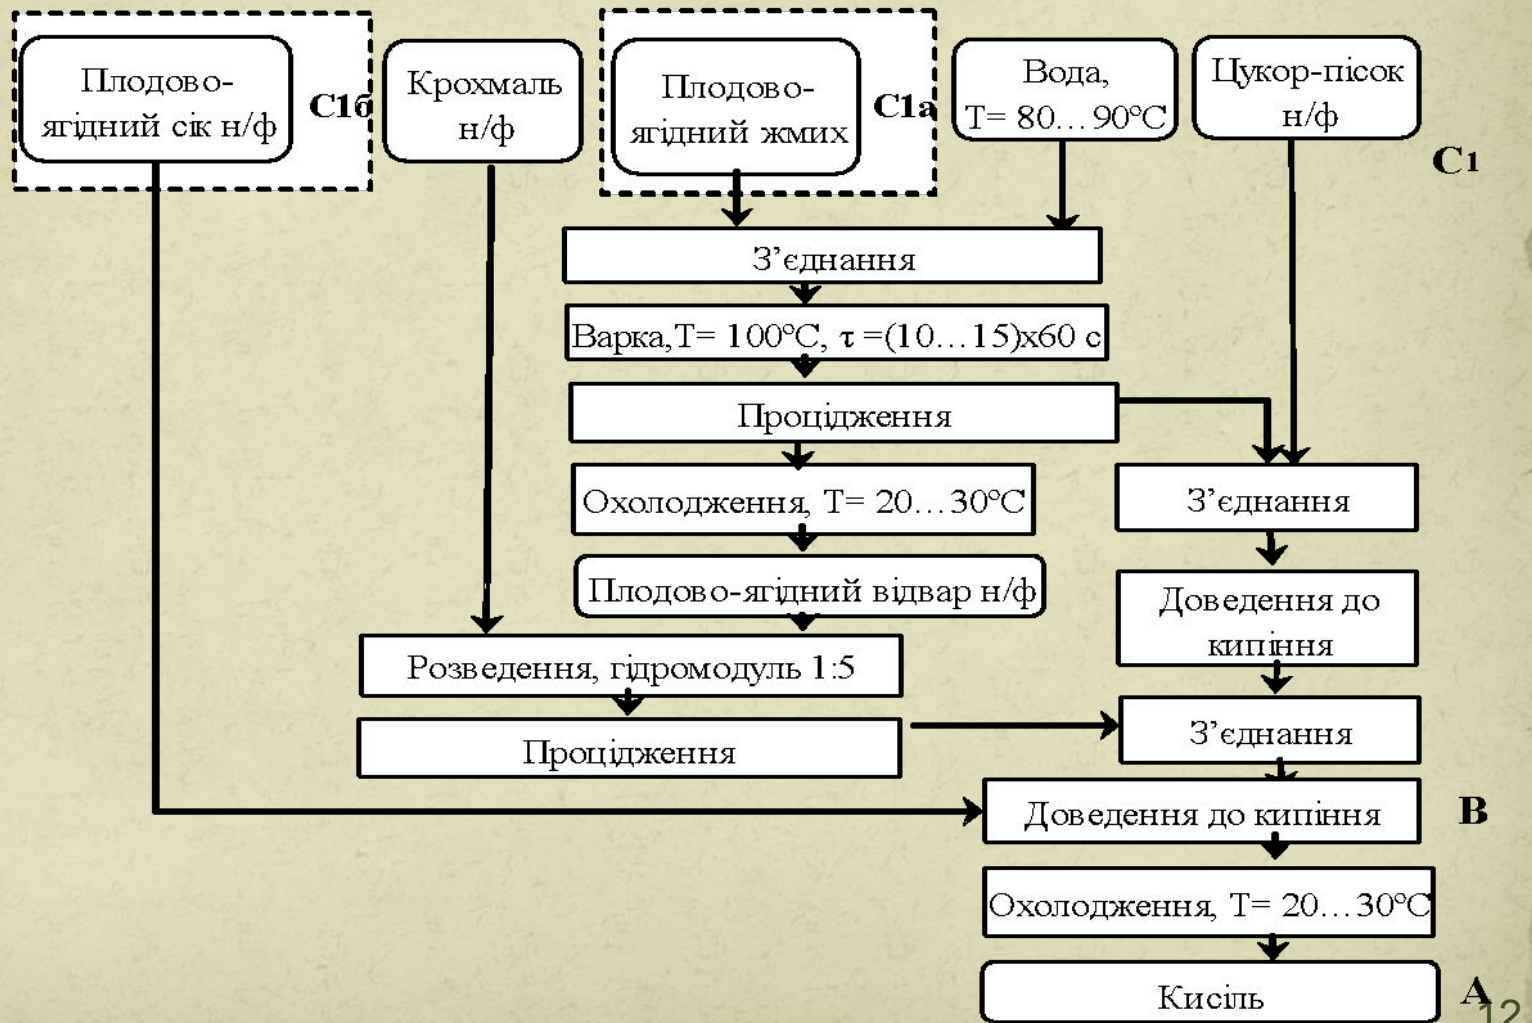 Плодово-
ягідний сік н/ф
С1б
Крохмаль
н/ф
Плодово-
ягідний жмих
С1а
Вода,
Т= 80...90°С
Цукор-пісок
н/ф
С1
З’єднання
Варка,Т= 100°С, τ =(10...15)х60 с
Процідження
Охолодження, Т= 20...30°С
З’єднання
Плодово-ягідний відвар н/ф
Доведення до
кипіння
Розведення, гідромодуль 1:5
Процідження
З’єднання
Доведення до кипіння
В
Охолодження, Т= 20...30°С
Кисіль
А
12